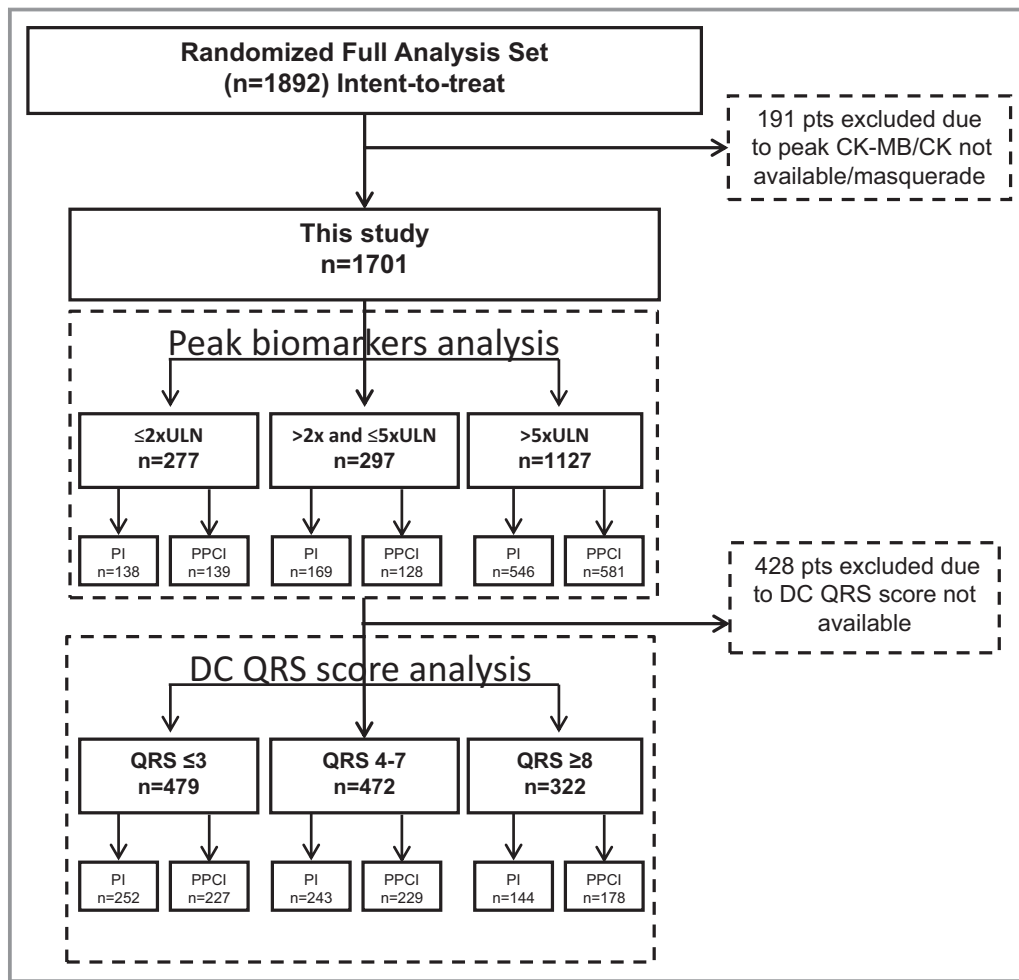 Randomized Full Analysis Set
(n=1892) Intent-to-treat
191 pts excluded due
to peak CK-MB/CK not
available/masquerade
This study
n=1701
Peak biomarkers analysis
≤2xULN
n=277
>2x and ≤5xULN
n=297
>5xULN
n=1127
PI
n=138
PPCI
n=139
PI
n=169
PPCI
n=128
PI
n=546
PPCI
n=581
428 pts excluded due
to DC QRS score not
available
DC QRS score analysis
QRS ≤3
n=479
QRS 4-7
n=472
QRS ≥8
n=322
PI
n=252
PPCI
n=227
PI
n=243
PPCI
n=229
PI
n=144
PPCI
n=178